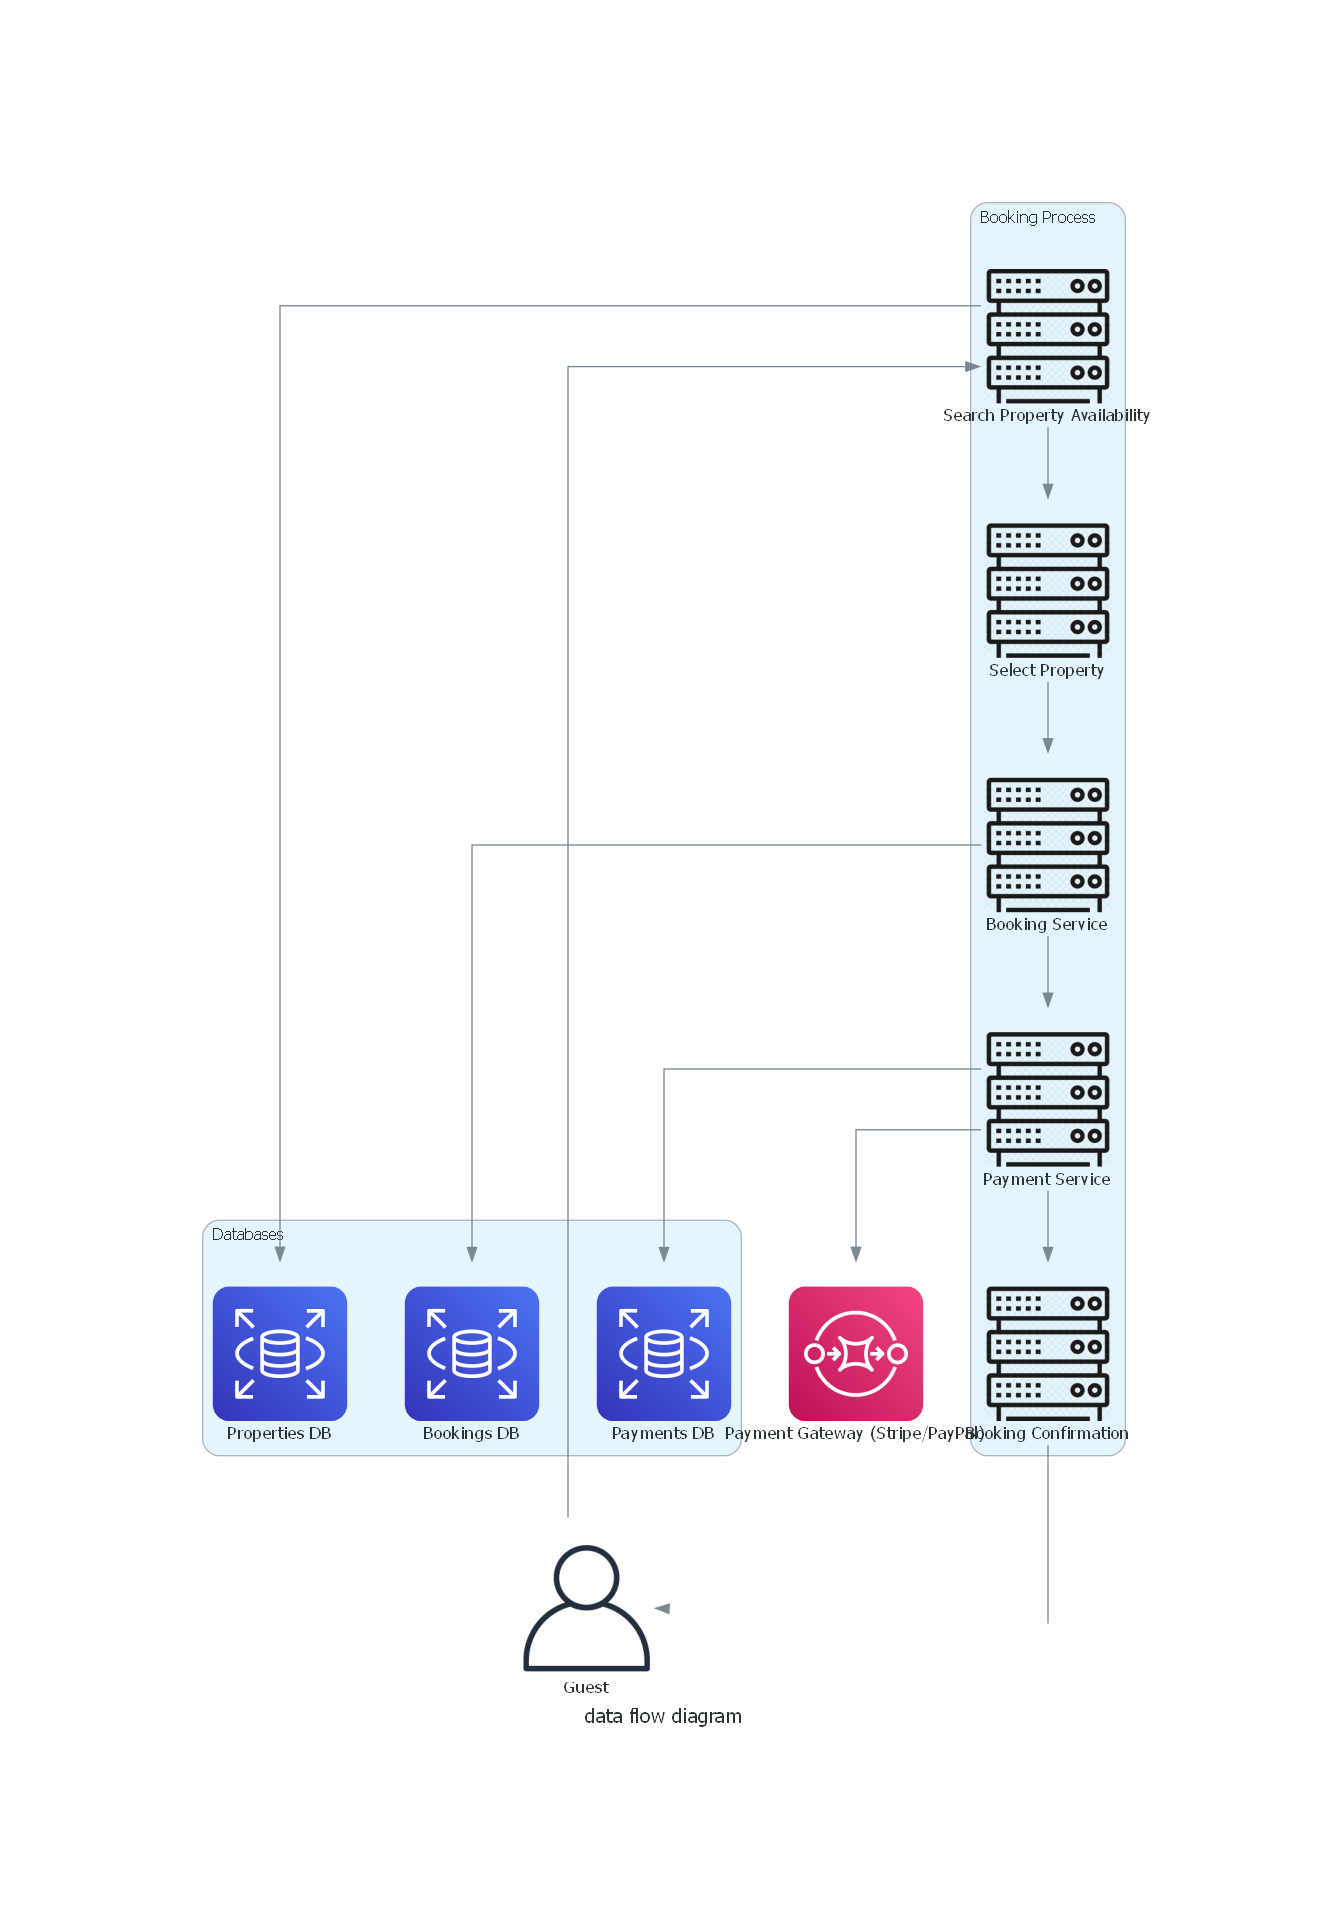 Booking Process
Search Property Availability
Select Property
Booking Service
Payment Service
Databases
Properties DB
Bookings DB
Payments DB
Payment Gateway (Stripe/PayPal)
Booking Confirmation
Guest
data flow diagram